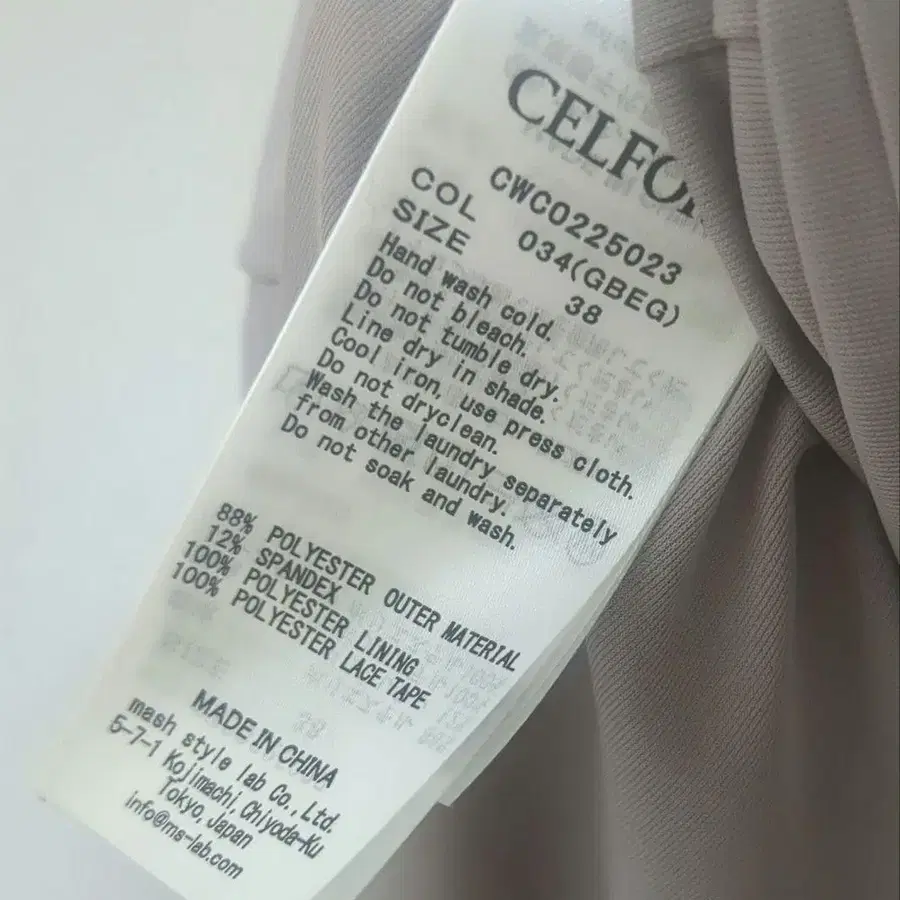 CELFO
CWC0225023
COL 034(GBEG)
SIZE 38
Hand wash cold.
Do not bleach.
Do not tumble dry.
Line dry in shade.
Cool iron, use press cloth.
Do not dryclean.
Wash the laundry separately
from other laundry.
Do not soak and wash.
88% POLYESTER OUTER MATERIAL
12% SPANDEX
100% POLYESTER LINING
100% POLYESTER LACE TAPE
MADE IN CHINA
mash style lab Co., Ltd.
5-7-1 Kojimachi, Chiyoda-Ku
Tokyo, Japan
info@ms-lab.com